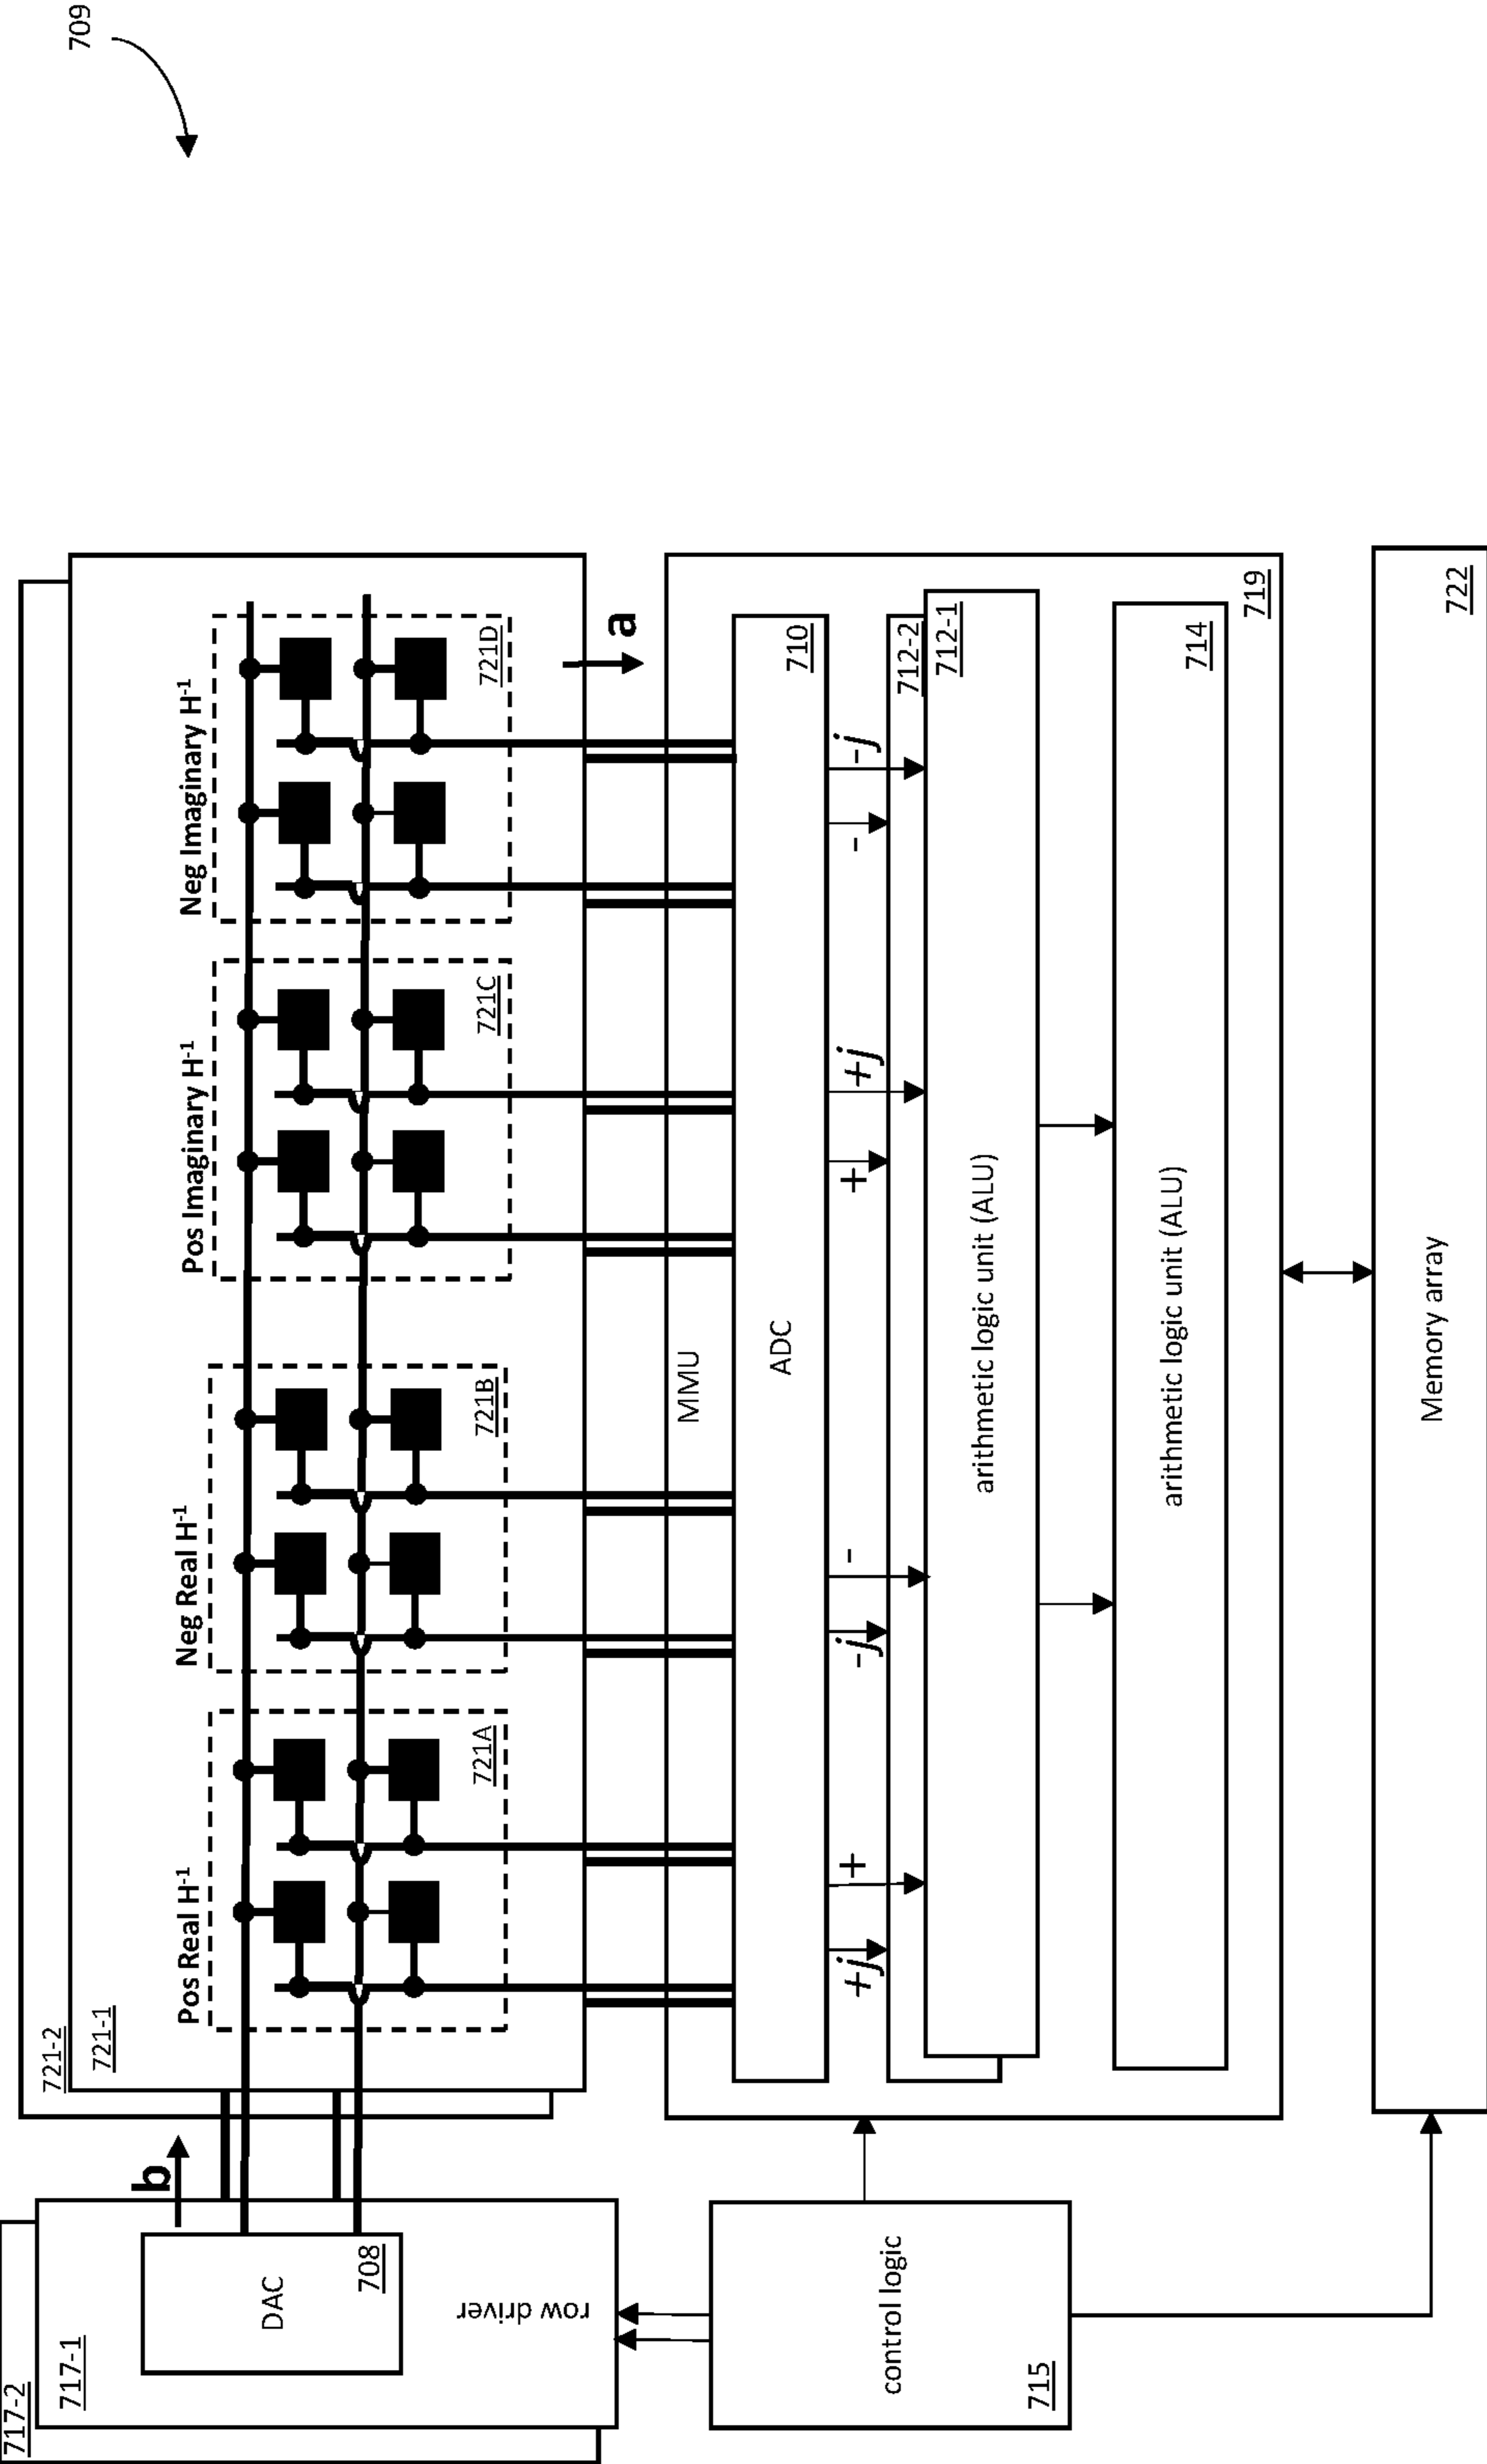 709
717-2
717-1
DAC
708
row driver
b
721-2
721-1
Pos Real H⁻¹
Neg Real H⁻¹
Pos Imaginary H⁻¹
Neg Imaginary H⁻¹
721A
721B
721C
721D
a
MMU
ADC
710
+j
+
-j
-
+
+j
-
-j
712-2
712-1
arithmetic logic unit (ALU)
714
arithmetic logic unit (ALU)
719
control logic
715
722
Memory array